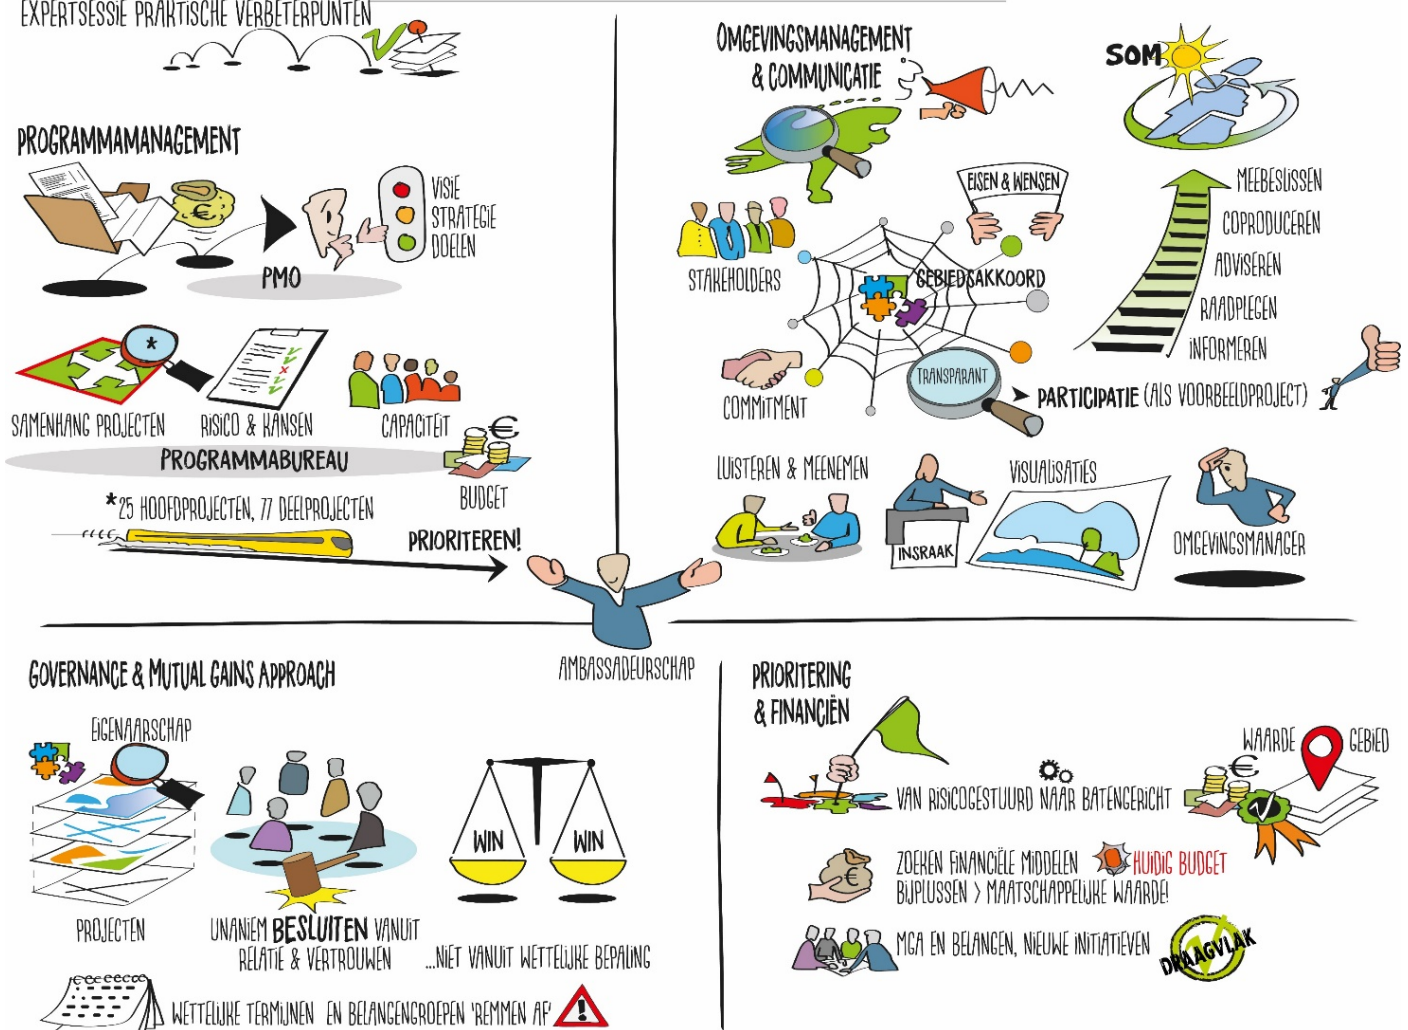 EXPERTSESSIE PRAKTISCHE VERBETERPUNTEN
PROGRAMMAMANAGEMENT
€
VISIE
STRATEGIE
DOELEN
PMO
*
SAMENHANG PROJECTEN
RISICO & KANSEN
CAPACITEIT
€
PROGRAMMABUREAU
BUDGET
*25 HOOFDPROJECTEN, 77 DEELPROJECTEN
PRIORITEREN!
OMGEVINGSMANAGEMENT
& COMMUNICATIE
SOM
EISEN & WENSEN
STAKEHOLDERS
GEBIEDSAKKOORD
MEEBESLISSEN
COPRODUCEREN
ADVISEREN
RAADPLEGEN
INFORMEREN
COMMITMENT
TRANSPARANT
PARTICIPATIE (ALS VOORBEELDPROJECT)
LUISTEREN & MEENEMEN
INSRAAK
VISUALISATIES
OMGEVINGSMANAGER
AMBASSADEURSCHAP
GOVERNANCE & MUTUAL GAINS APPROACH
EIGENAARSCHAP
PROJECTEN
UNANIEM BESLUITEN VANUIT
RELATIE & VERTROUWEN
WIN WIN
...NIET VANUIT WETTELIJKE BEPALING
WETTELIJKE TERMIJNEN EN BELANGENGROEPEN 'REMMEN AF'
!
PRIORITERING
& FINANCIËN
VAN RISICOGESTUURD NAAR BATENGERICHT
WAARDE GEBIED
€
€
ZOEKEN FINANCIËLE MIDDELEN HUIDIG BUDGET
BIJPLUSSEN > MAATSCHAPPELIJKE WAARDE!
MGA EN BELANGEN, NIEUWE INITIATIEVEN
DRAAGVLAK